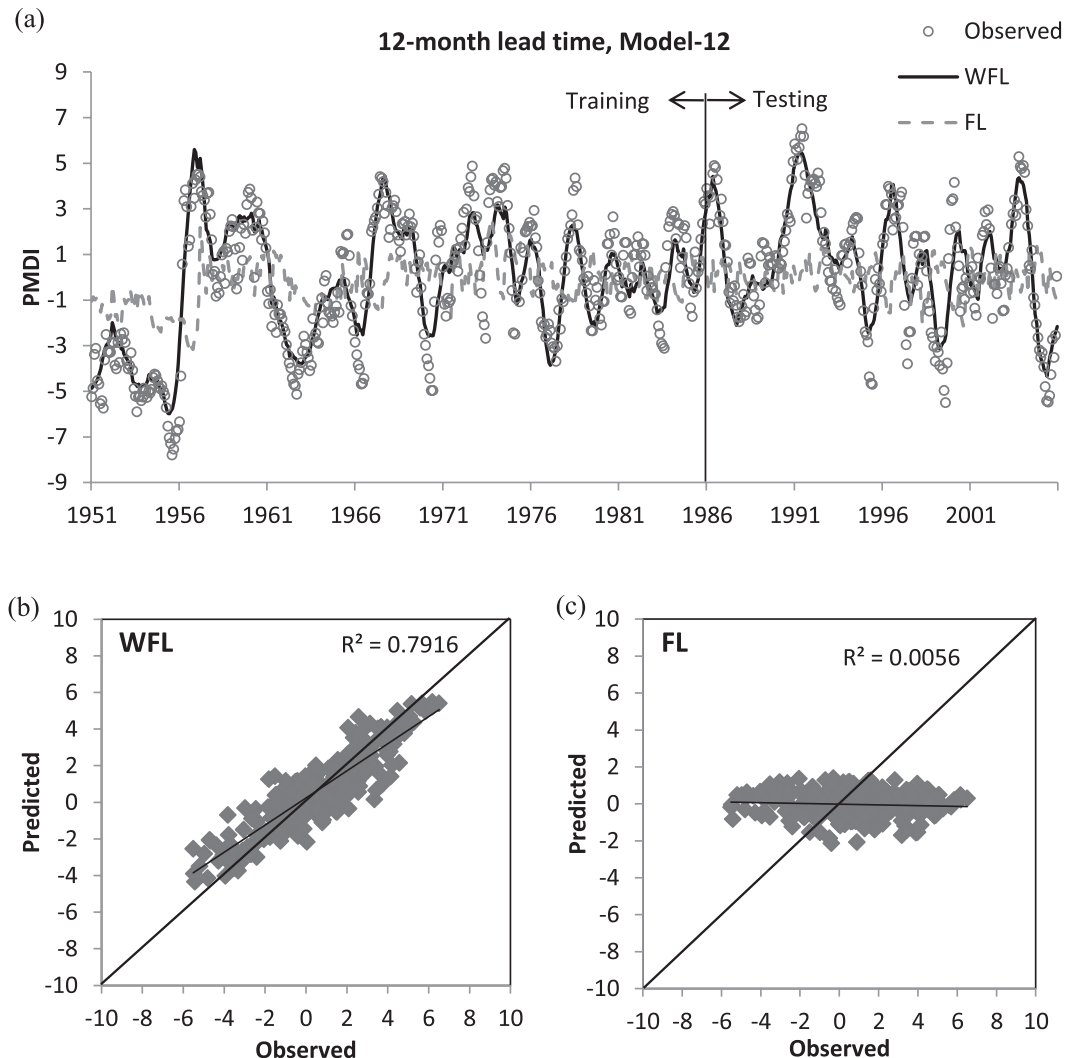 (a)
12-month lead time, Model-12
Observed
WFL
FL
Training
Testing
PMDI
9
7
5
3
1
-1
-3
-5
-7
-9
1951 1956 1961 1966 1971 1976 1981 1986 1991 1996 2001
(b)
WFL
R² = 0.7916
Predicted
10
8
6
4
2
0
-2
-4
-6
-8
-10
-10 -8 -6 -4 -2 0 2 4 6 8 10
Observed
(c)
FL
R² = 0.0056
Predicted
10
8
6
4
2
0
-2
-4
-6
-8
-10
-10 -8 -6 -4 -2 0 2 4 6 8 10
Observed